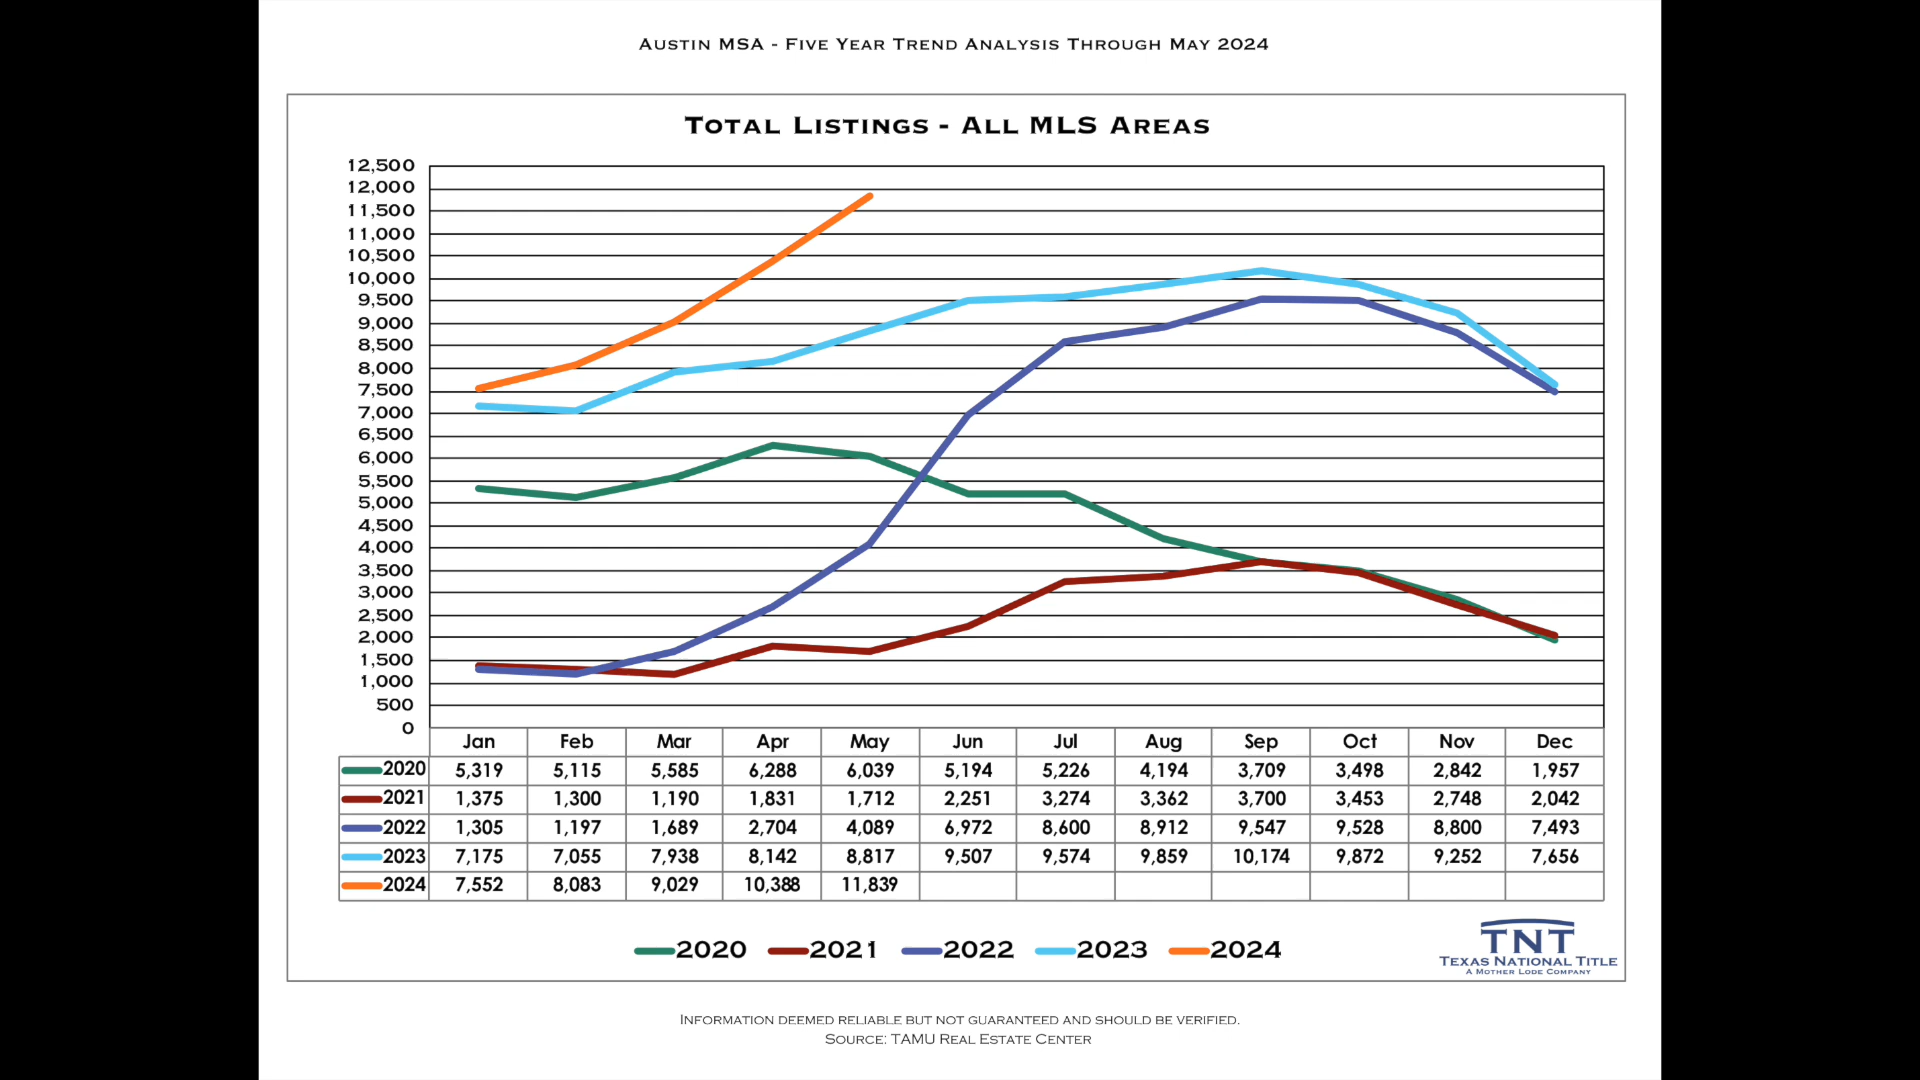 Austin MSA - Five Year Trend Analysis Through May 2024
Total Listings - All MLS Areas
12,500
12,000
11,500
11,000
10,500
10,000
9,500
9,000
8,500
8,000
7,500
7,000
6,500
6,000
5,500
5,000
4,500
4,000
3,500
3,000
2,500
2,000
1,500
1,000
500
0
Jan Feb Mar Apr May Jun Jul Aug Sep Oct Nov Dec
2020 5,319 5,115 5,585 6,288 6,039 5,194 5,226 4,194 3,709 3,498 2,842 1,957
2021 1,375 1,300 1,190 1,831 1,712 2,251 3,274 3,362 3,700 3,453 2,748 2,042
2022 1,305 1,197 1,689 2,704 4,089 6,972 8,600 8,912 9,547 9,528 8,800 7,493
2023 7,175 7,055 7,938 8,142 8,817 9,507 9,574 9,859 10,174 9,872 9,252 7,656
2024 7,552 8,083 9,029 10,388 11,839
2020 2021 2022 2023 2024
TNT
Texas National Title
A Mother Lode Company
Information deemed reliable but not guaranteed and should be verified.
Source: TAMU Real Estate Center